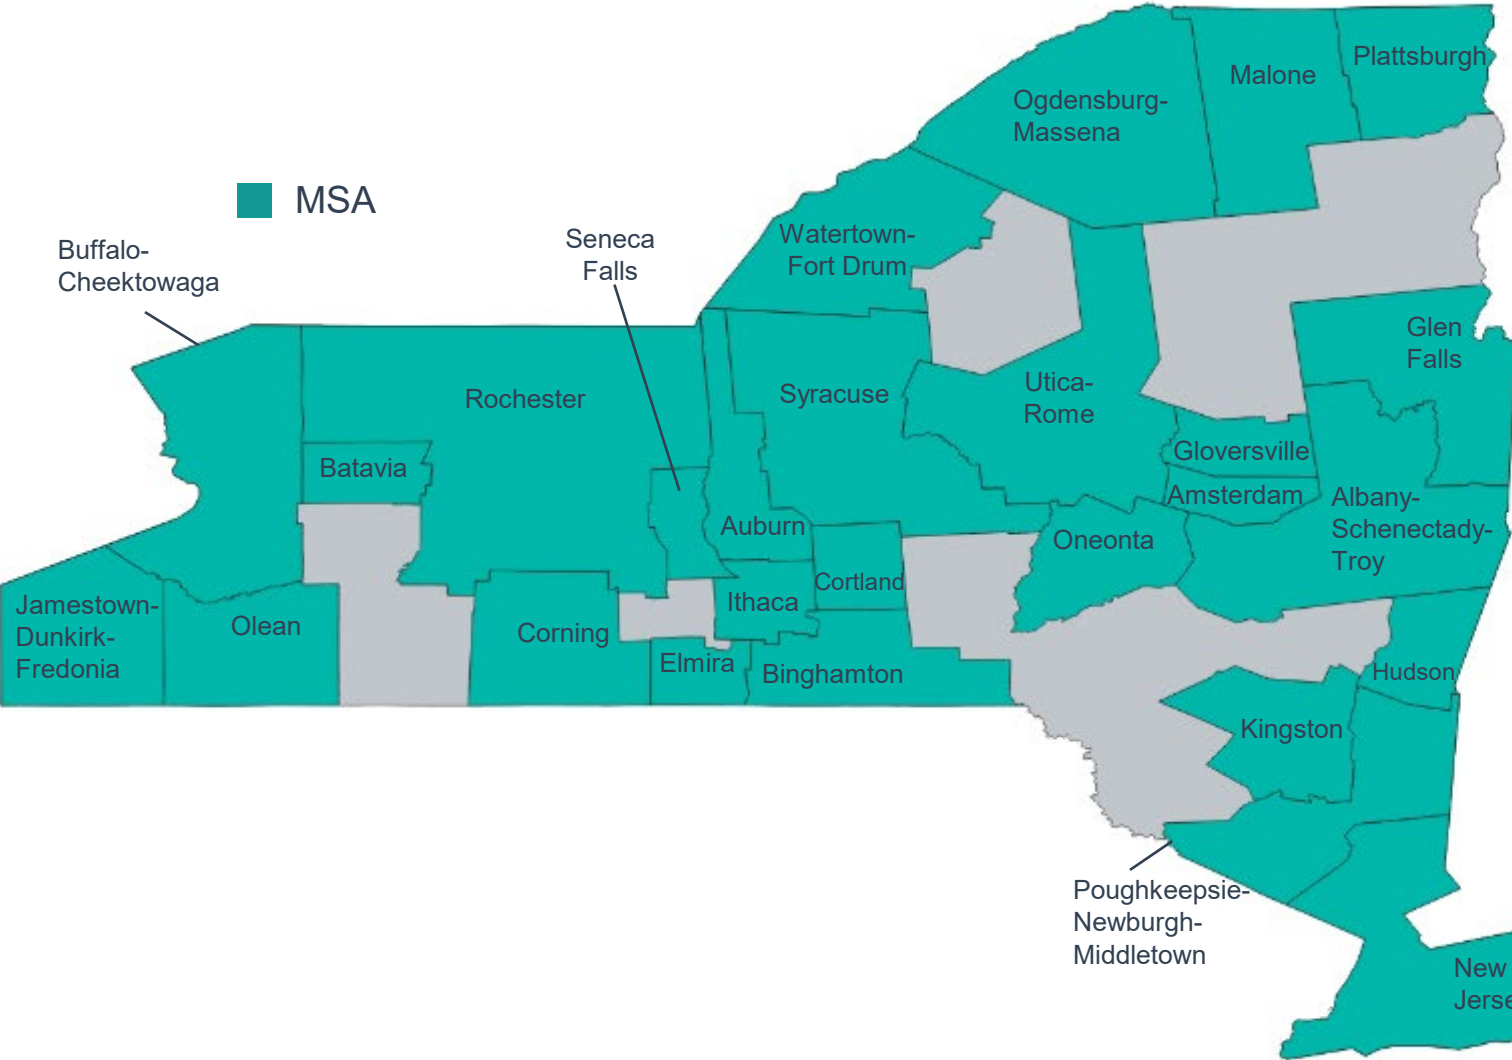 Plattsburgh
Malone
Ogdensburg-
Massena
MSA
Seneca
Falls
Watertown-
Fort Drum
Buffalo-
Cheektowaga
Glen
Falls
Rochester
Syracuse
Utica-
Rome
Batavia
Gloversville
Amsterdam
Albany-
Schenectady-
Troy
Auburn
Oneonta
Cortland
Ithaca
Jamestown-
Dunkirk-
Fredonia
Olean
Corning
Elmira
Binghamton
Hudson
Kingston
Poughkeepsie-
Newburgh-
Middletown
New
Jerse